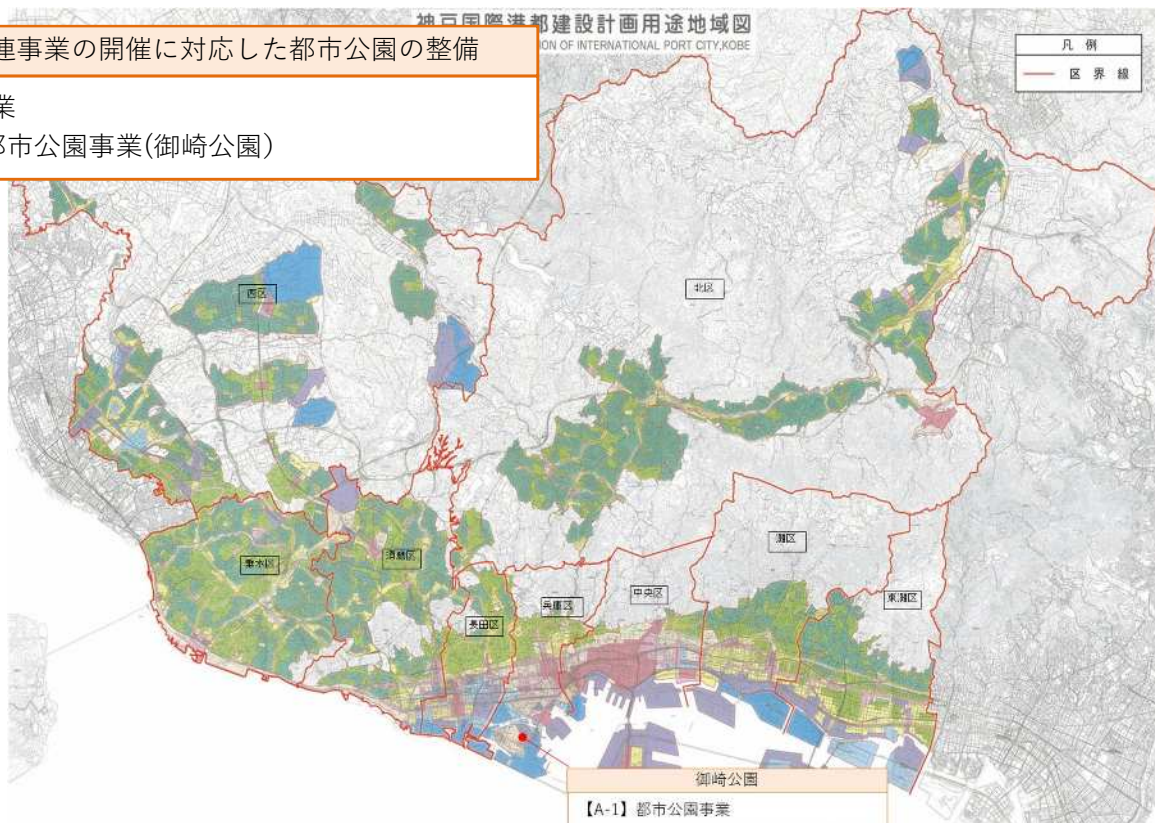 神戸国際港都建設計画用途地域図
ION OF INTERNATIONAL PORT CITY,KOBE
連事業の開催に対応した都市公園の整備
業
都市公園事業(御崎公園)
凡 例
区 界 線
西区
北区
灘区
垂水区
須磨区
長田区
兵庫区
中央区
東灘区
御崎公園
【A-1】都市公園事業